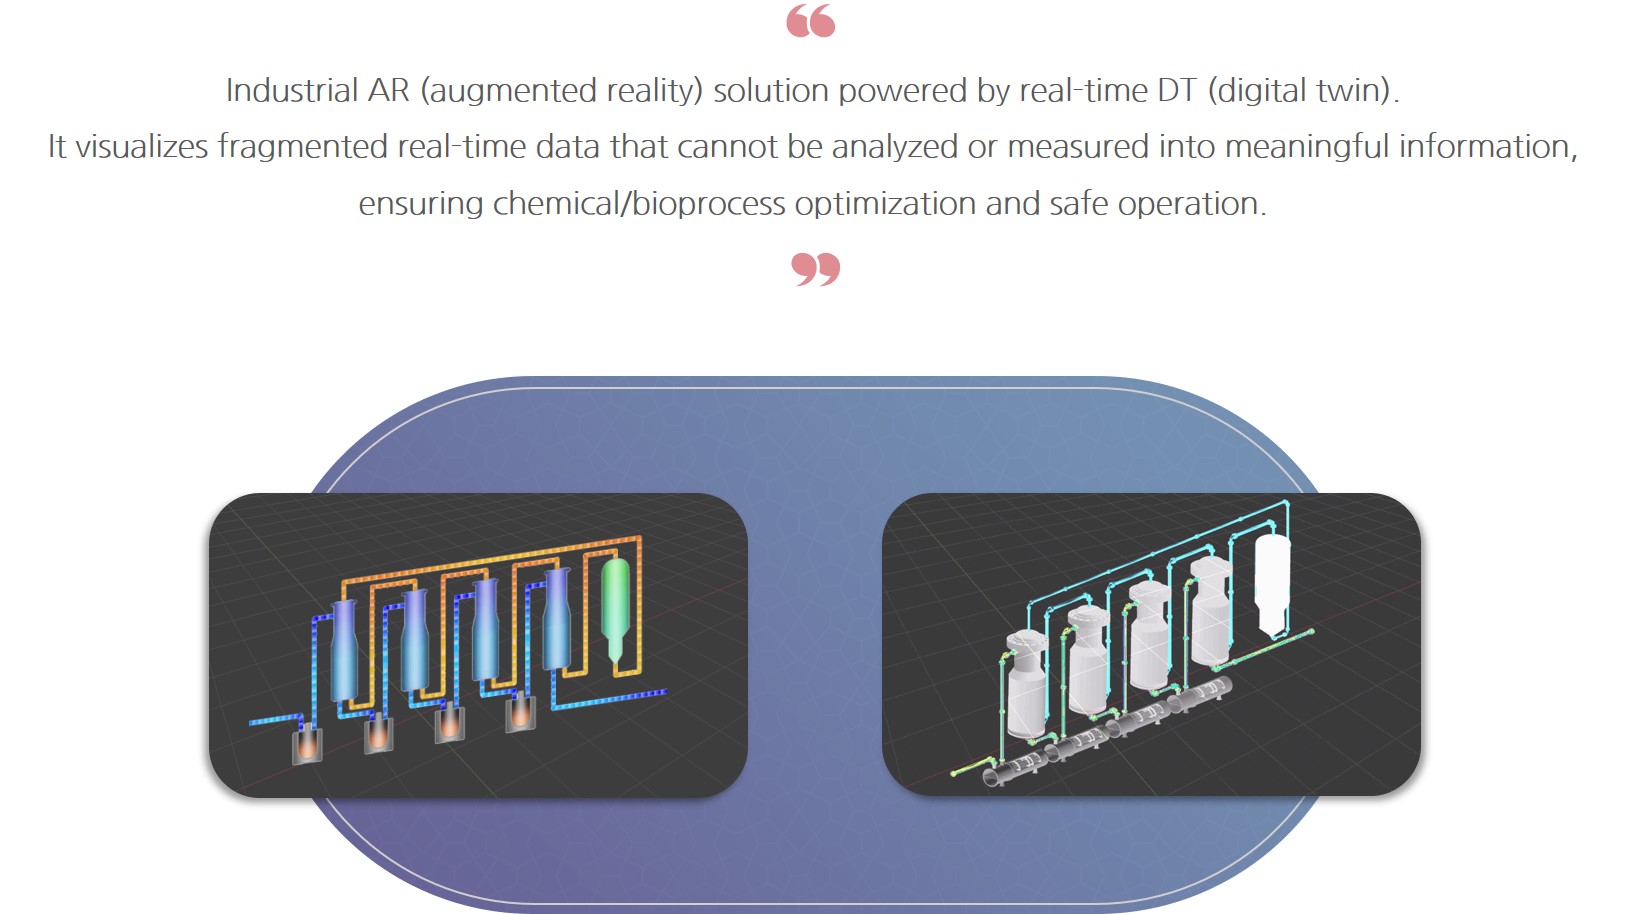 “
Industrial AR (augmented reality) solution powered by real-time DT (digital twin).
It visualizes fragmented real-time data that cannot be analyzed or measured into meaningful information,
ensuring chemical/bioprocess optimization and safe operation.
”